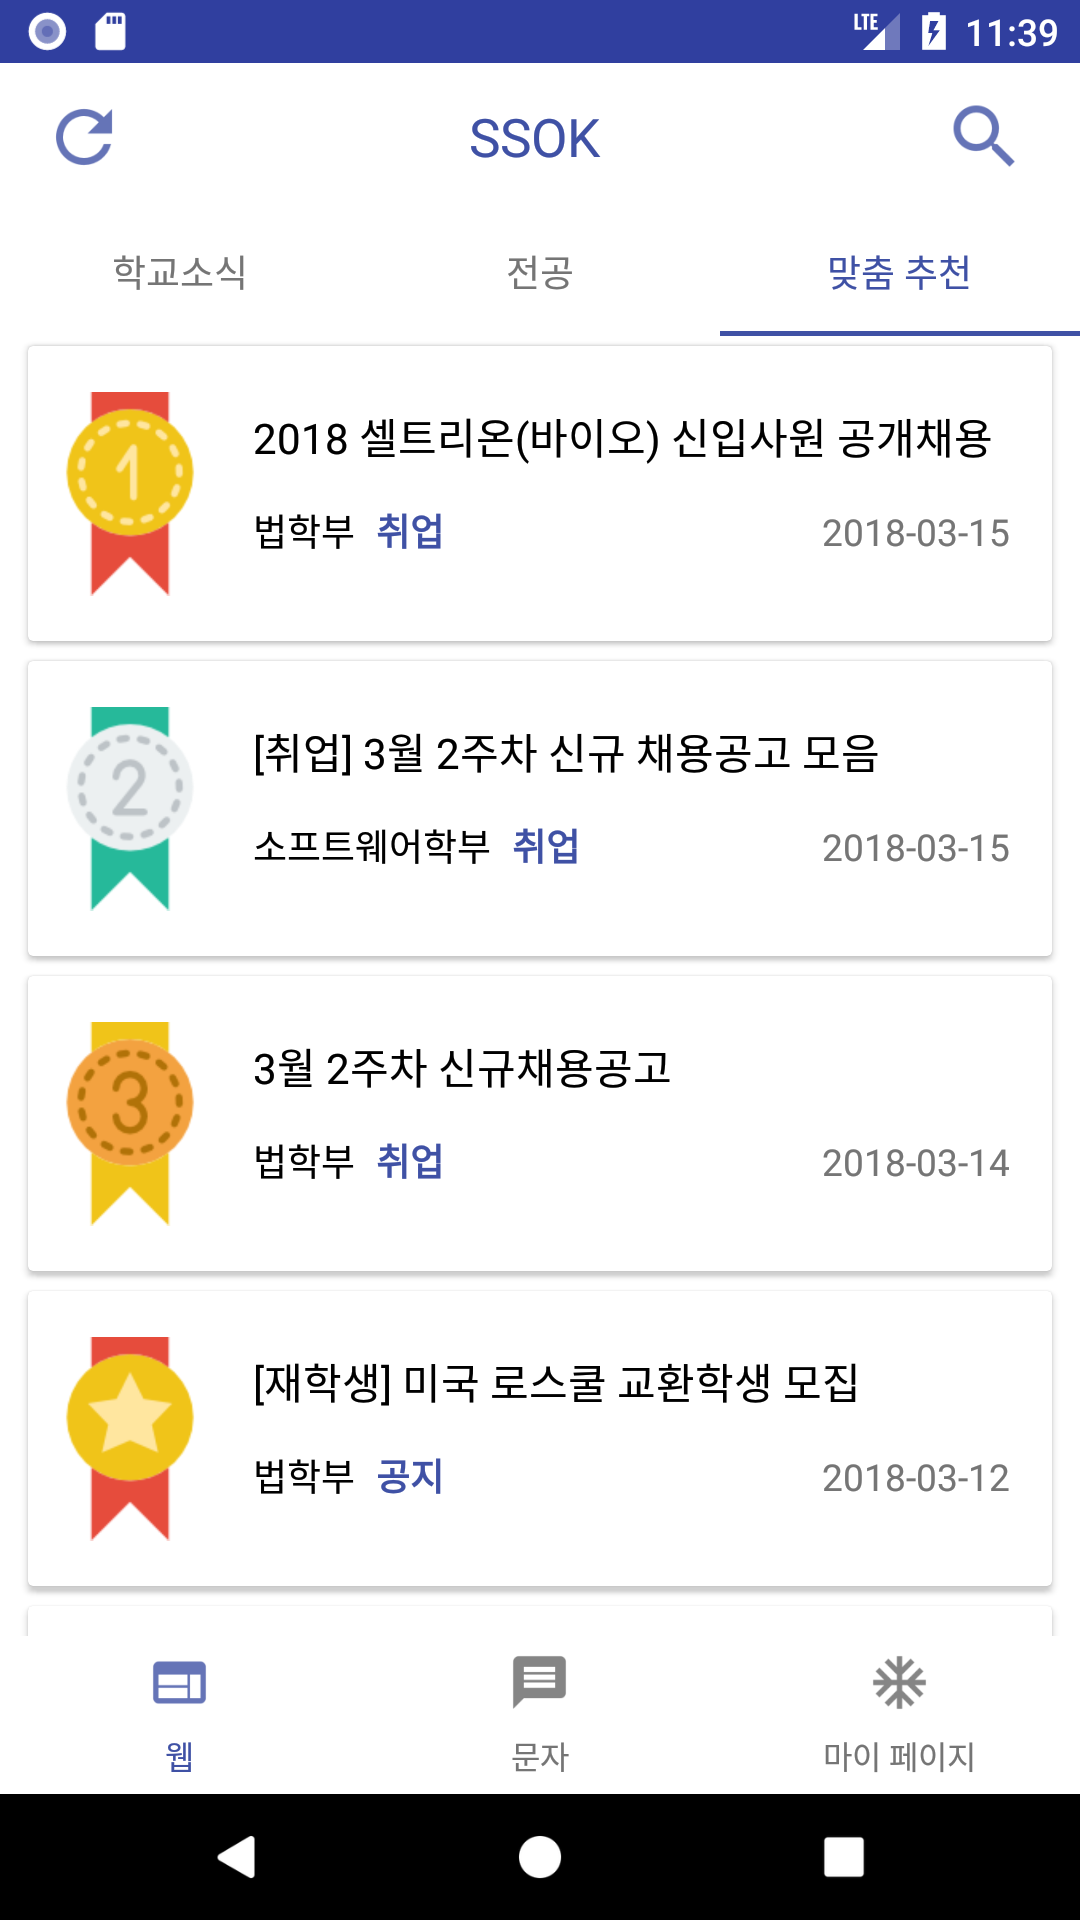 LTE 11:39
SSOK
학교소식 전공 맞춤 추천
1
2018 셀트리온(바이오) 신입사원 공개채용
법학부 취업 2018-03-15
2
[취업] 3월 2주차 신규 채용공고 모음
소프트웨어학부 취업 2018-03-15
3
3월 2주차 신규채용공고
법학부 취업 2018-03-14
[재학생] 미국 로스쿨 교환학생 모집
법학부 공지 2018-03-12
웹 문자 마이 페이지